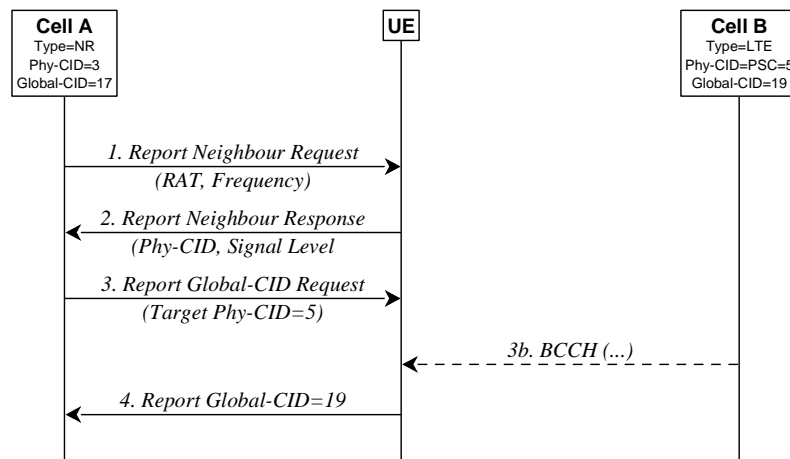 Cell A
Type=NR
Phy-CID=3
Global-CID=17
UE
Cell B
Type=LTE
Phy-CID=PSC=5
Global-CID=19
1. Report Neighbour Request
(RAT, Frequency)
2. Report Neighbour Response
(Phy-CID, Signal Level
3. Report Global-CID Request
(Target Phy-CID=5)
3b. BCCH (...)
4. Report Global-CID=19